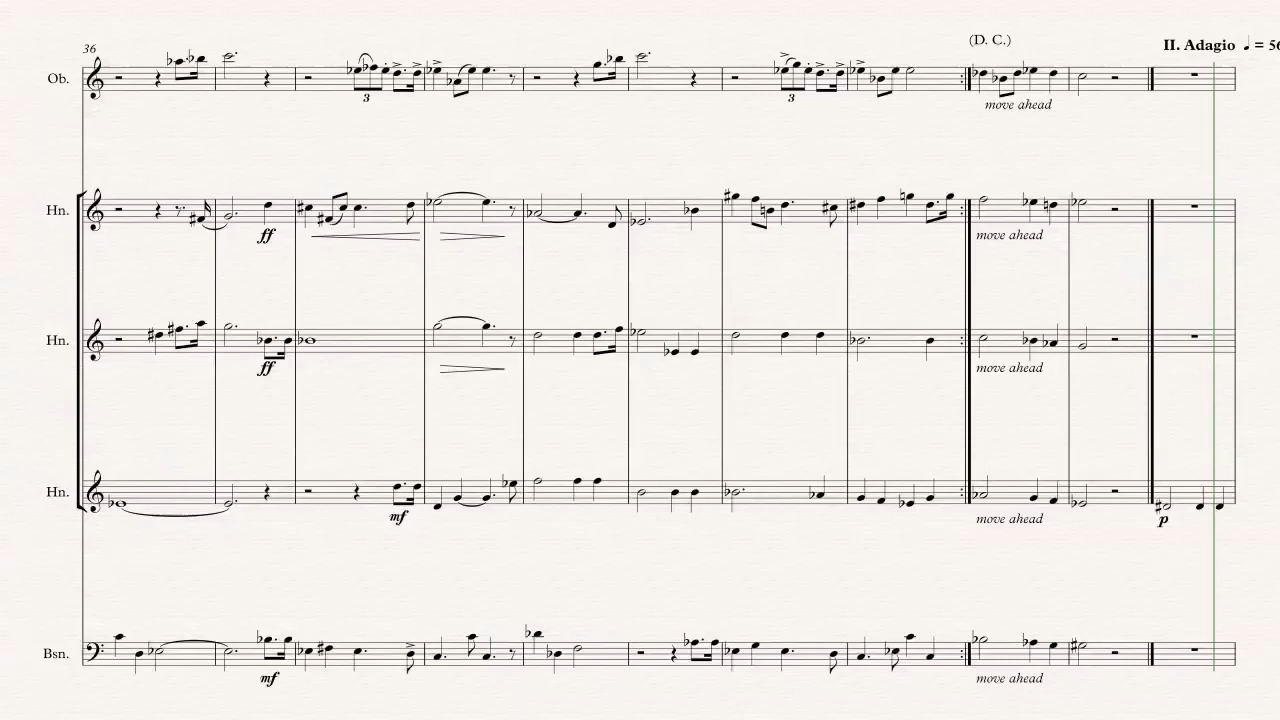 (D. C.)
36
II. Adagio ♩ = 56
Ob.
3
3
move ahead
Hn.
ff
move ahead
Hn.
ff
move ahead
Hn.
mf
move ahead
p
Bsn.
mf
move ahead